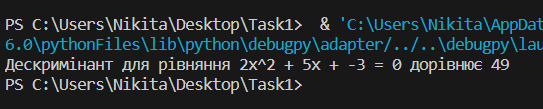 PS C:\Users\Nikita\Desktop\Task1>  & 'C:\Users\Nikita\AppDat
6.0\pythonFiles\lib\python\debugpy\adapter/../..\debugpy\lau
Дескримінант для рівняння 2x^2 + 5x + -3 = 0 дорівнює 49
PS C:\Users\Nikita\Desktop\Task1>